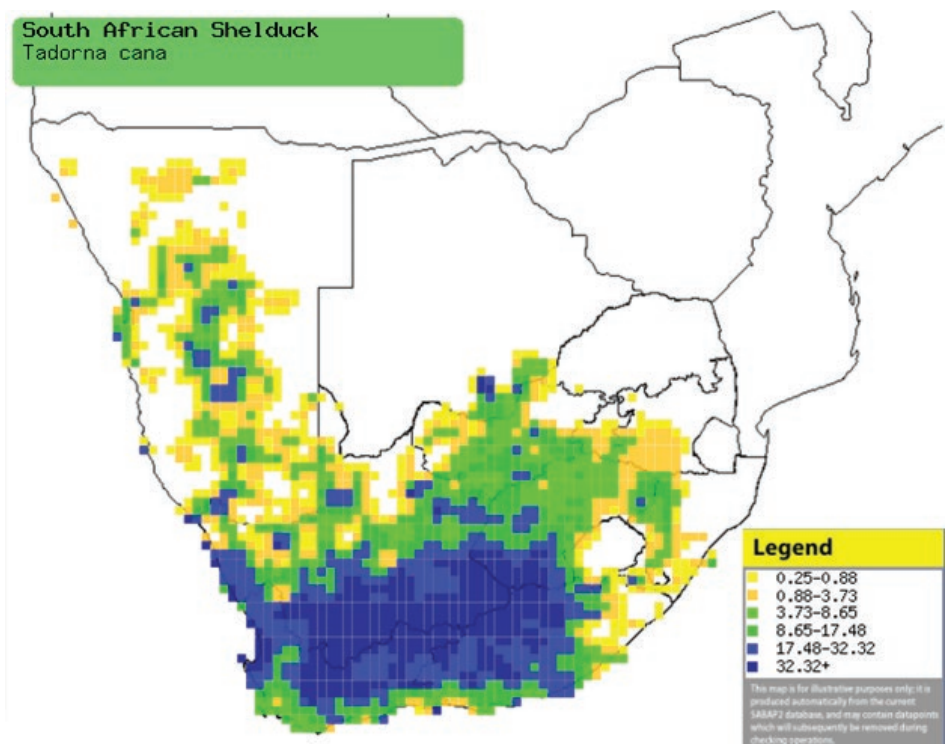 South African Shelduck
Tadorna cana
Legend
0.25-0.88
0.88-3.73
3.73-8.65
8.65-17.48
17.48-32.32
32.32+
This map is for illustrative purposes only; it is
produced automatically from the current
SABAP2 database, and may contain datapoints
which will subsequently be removed during
checking operations.